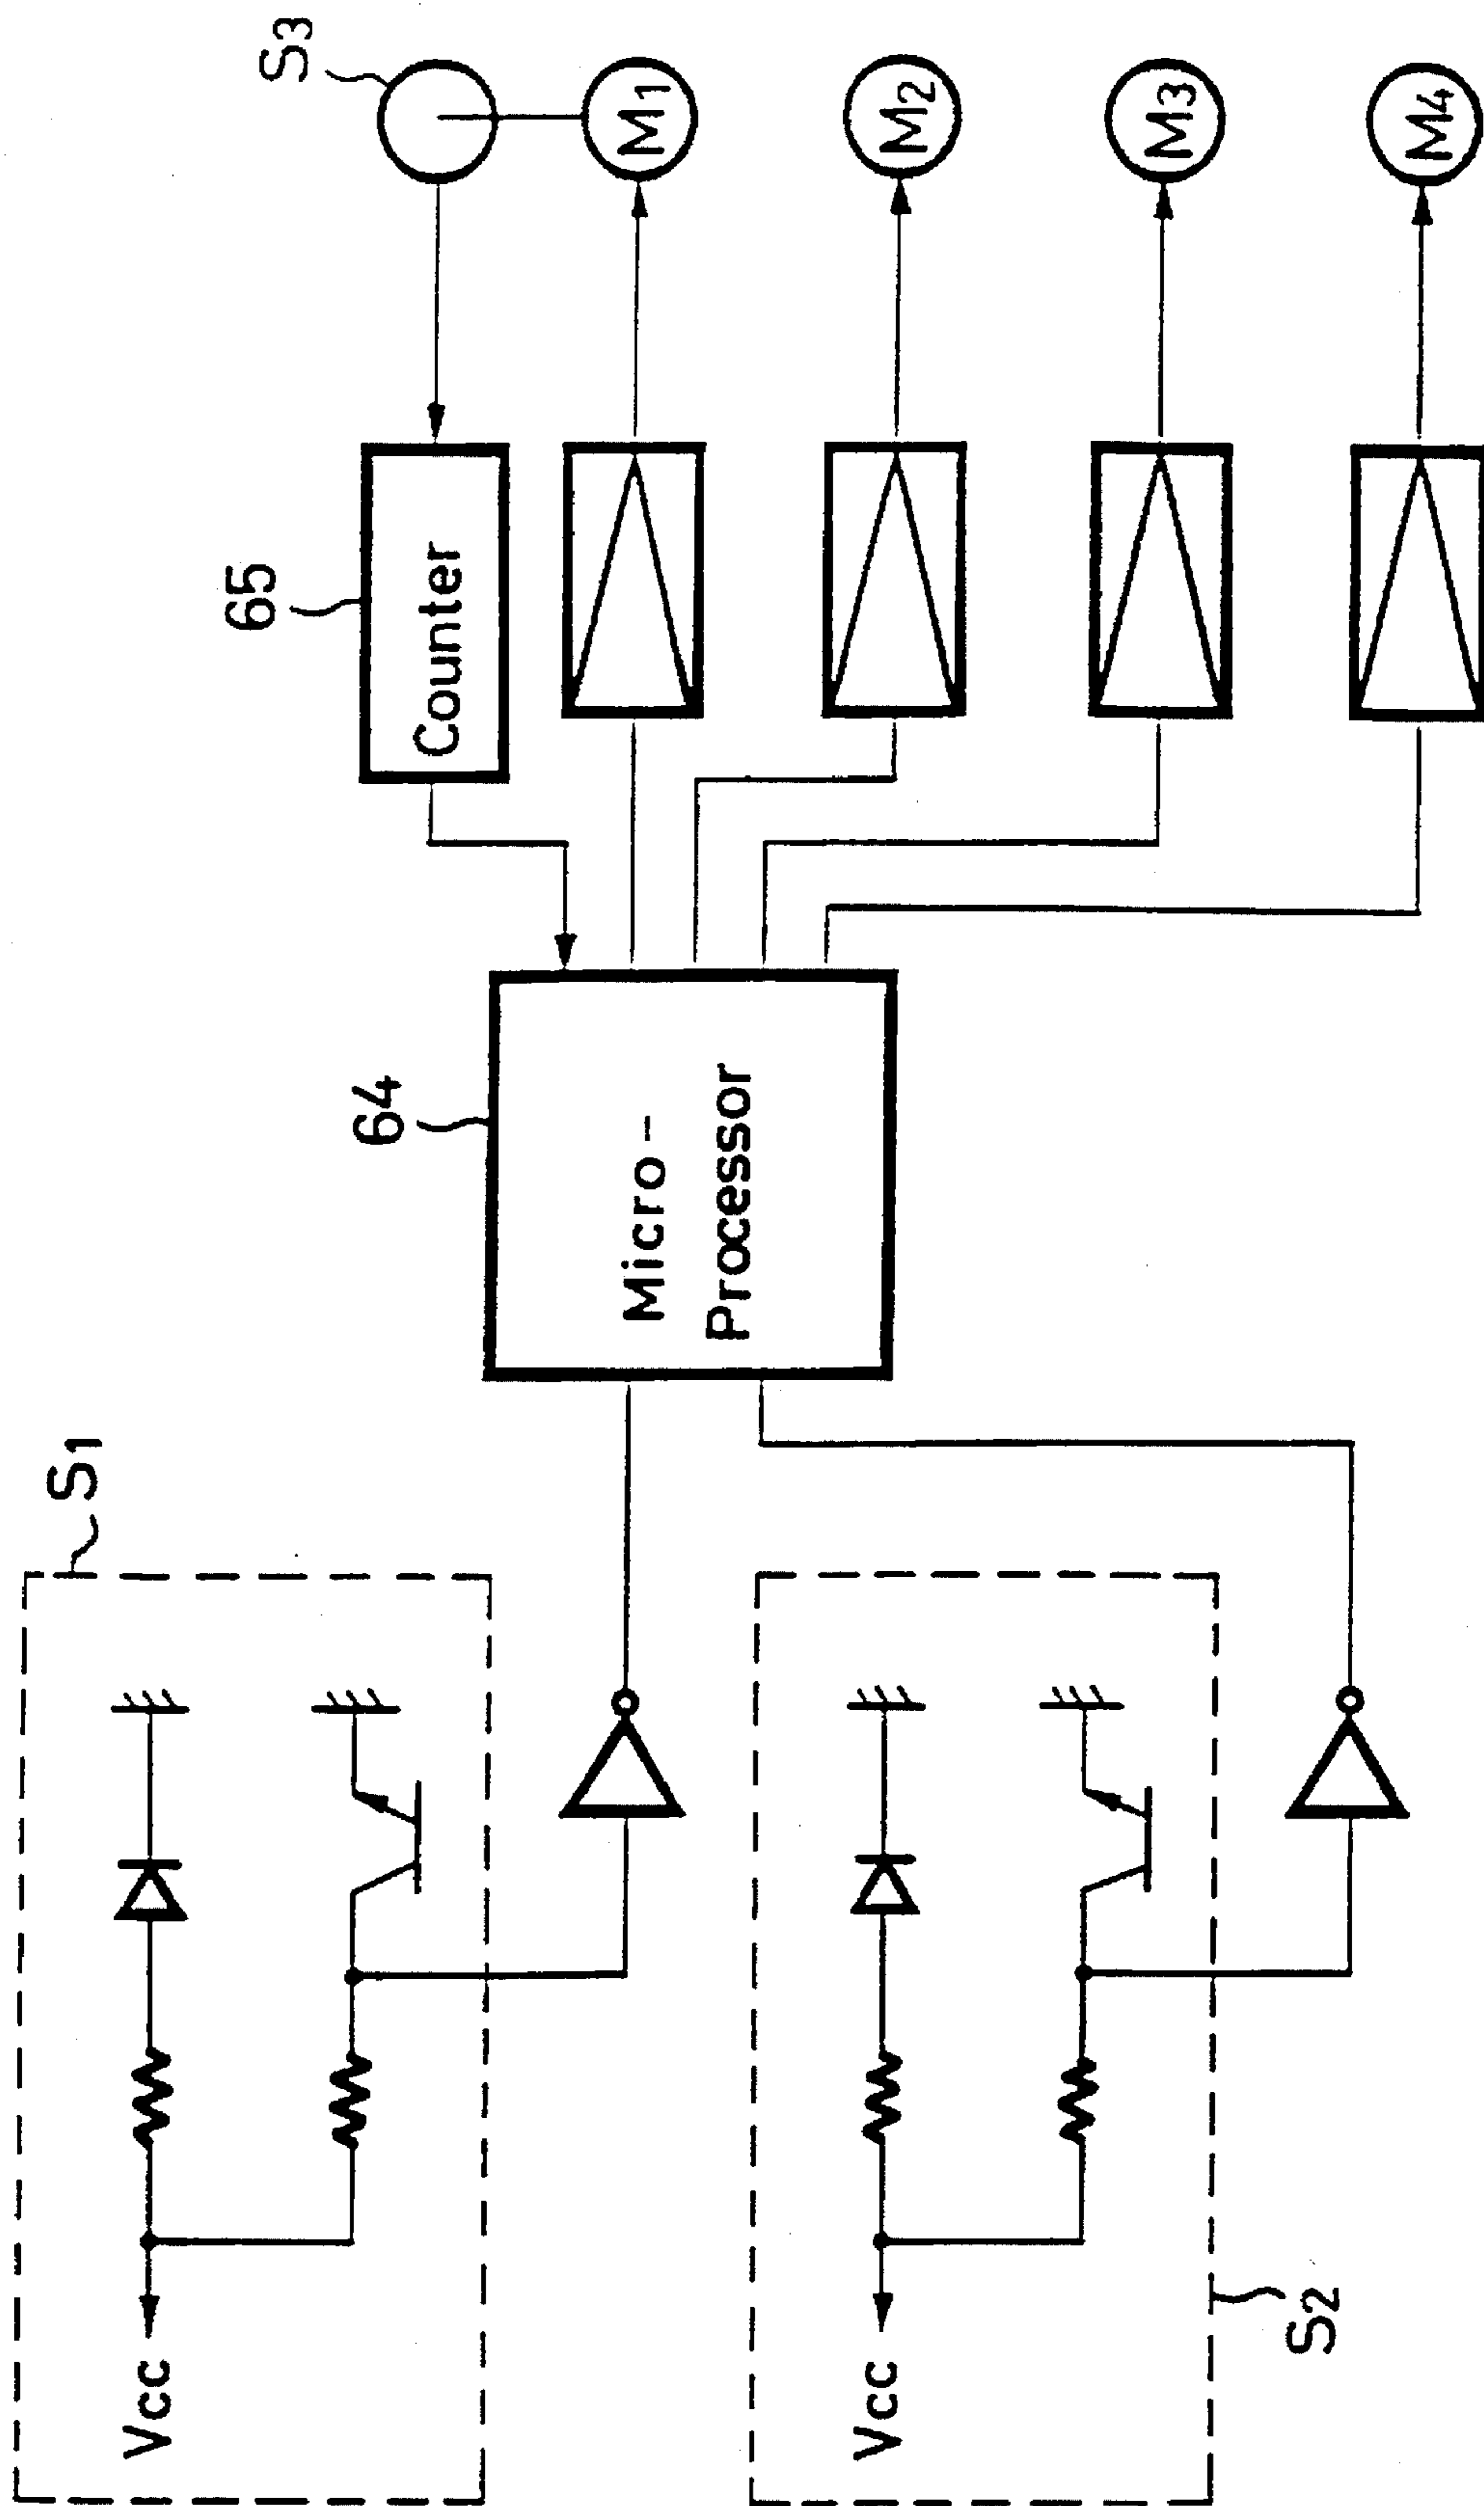 S1
Vcc
S2
Vcc
64
Micro-
Processor
65
Counter
S3
M1
M2
M3
M4